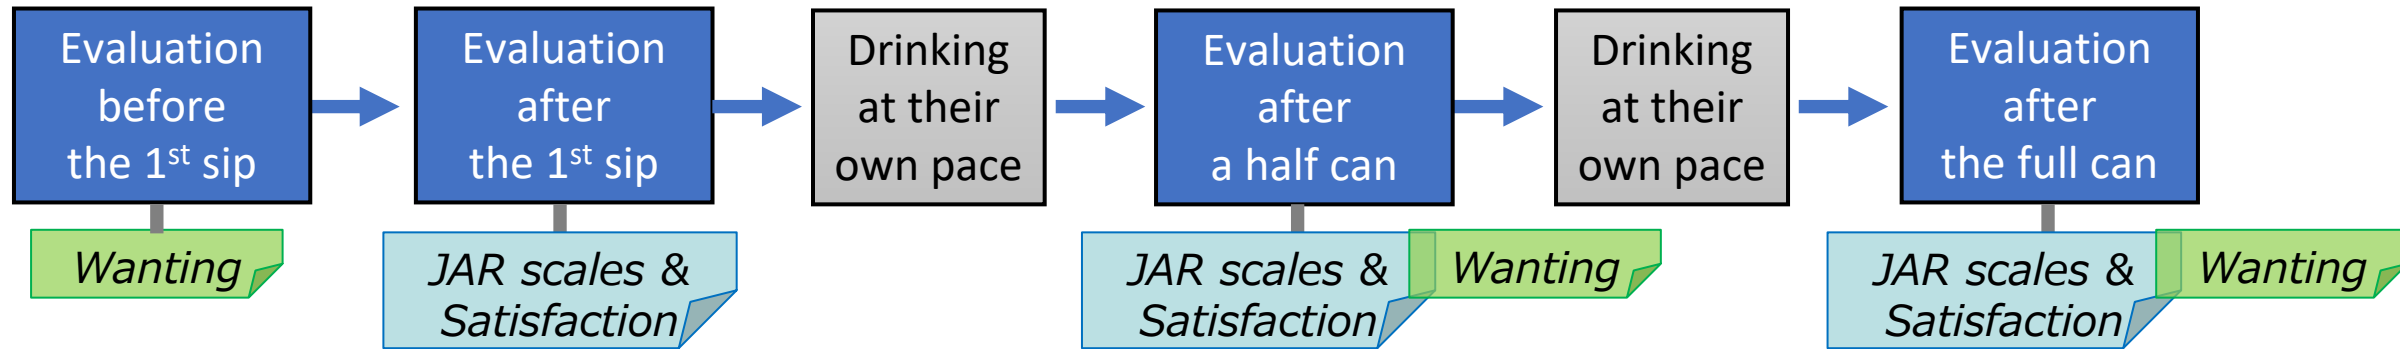 Evaluation
before
the 1st sip
Wanting
Evaluation
after
the 1st sip
JAR scales &
Satisfaction
Drinking
at their
own pace
Evaluation
after
a half can
JAR scales &
Satisfaction
Wanting
Drinking
at their
own pace
Evaluation
after
the full can
JAR scales &
Satisfaction
Wanting